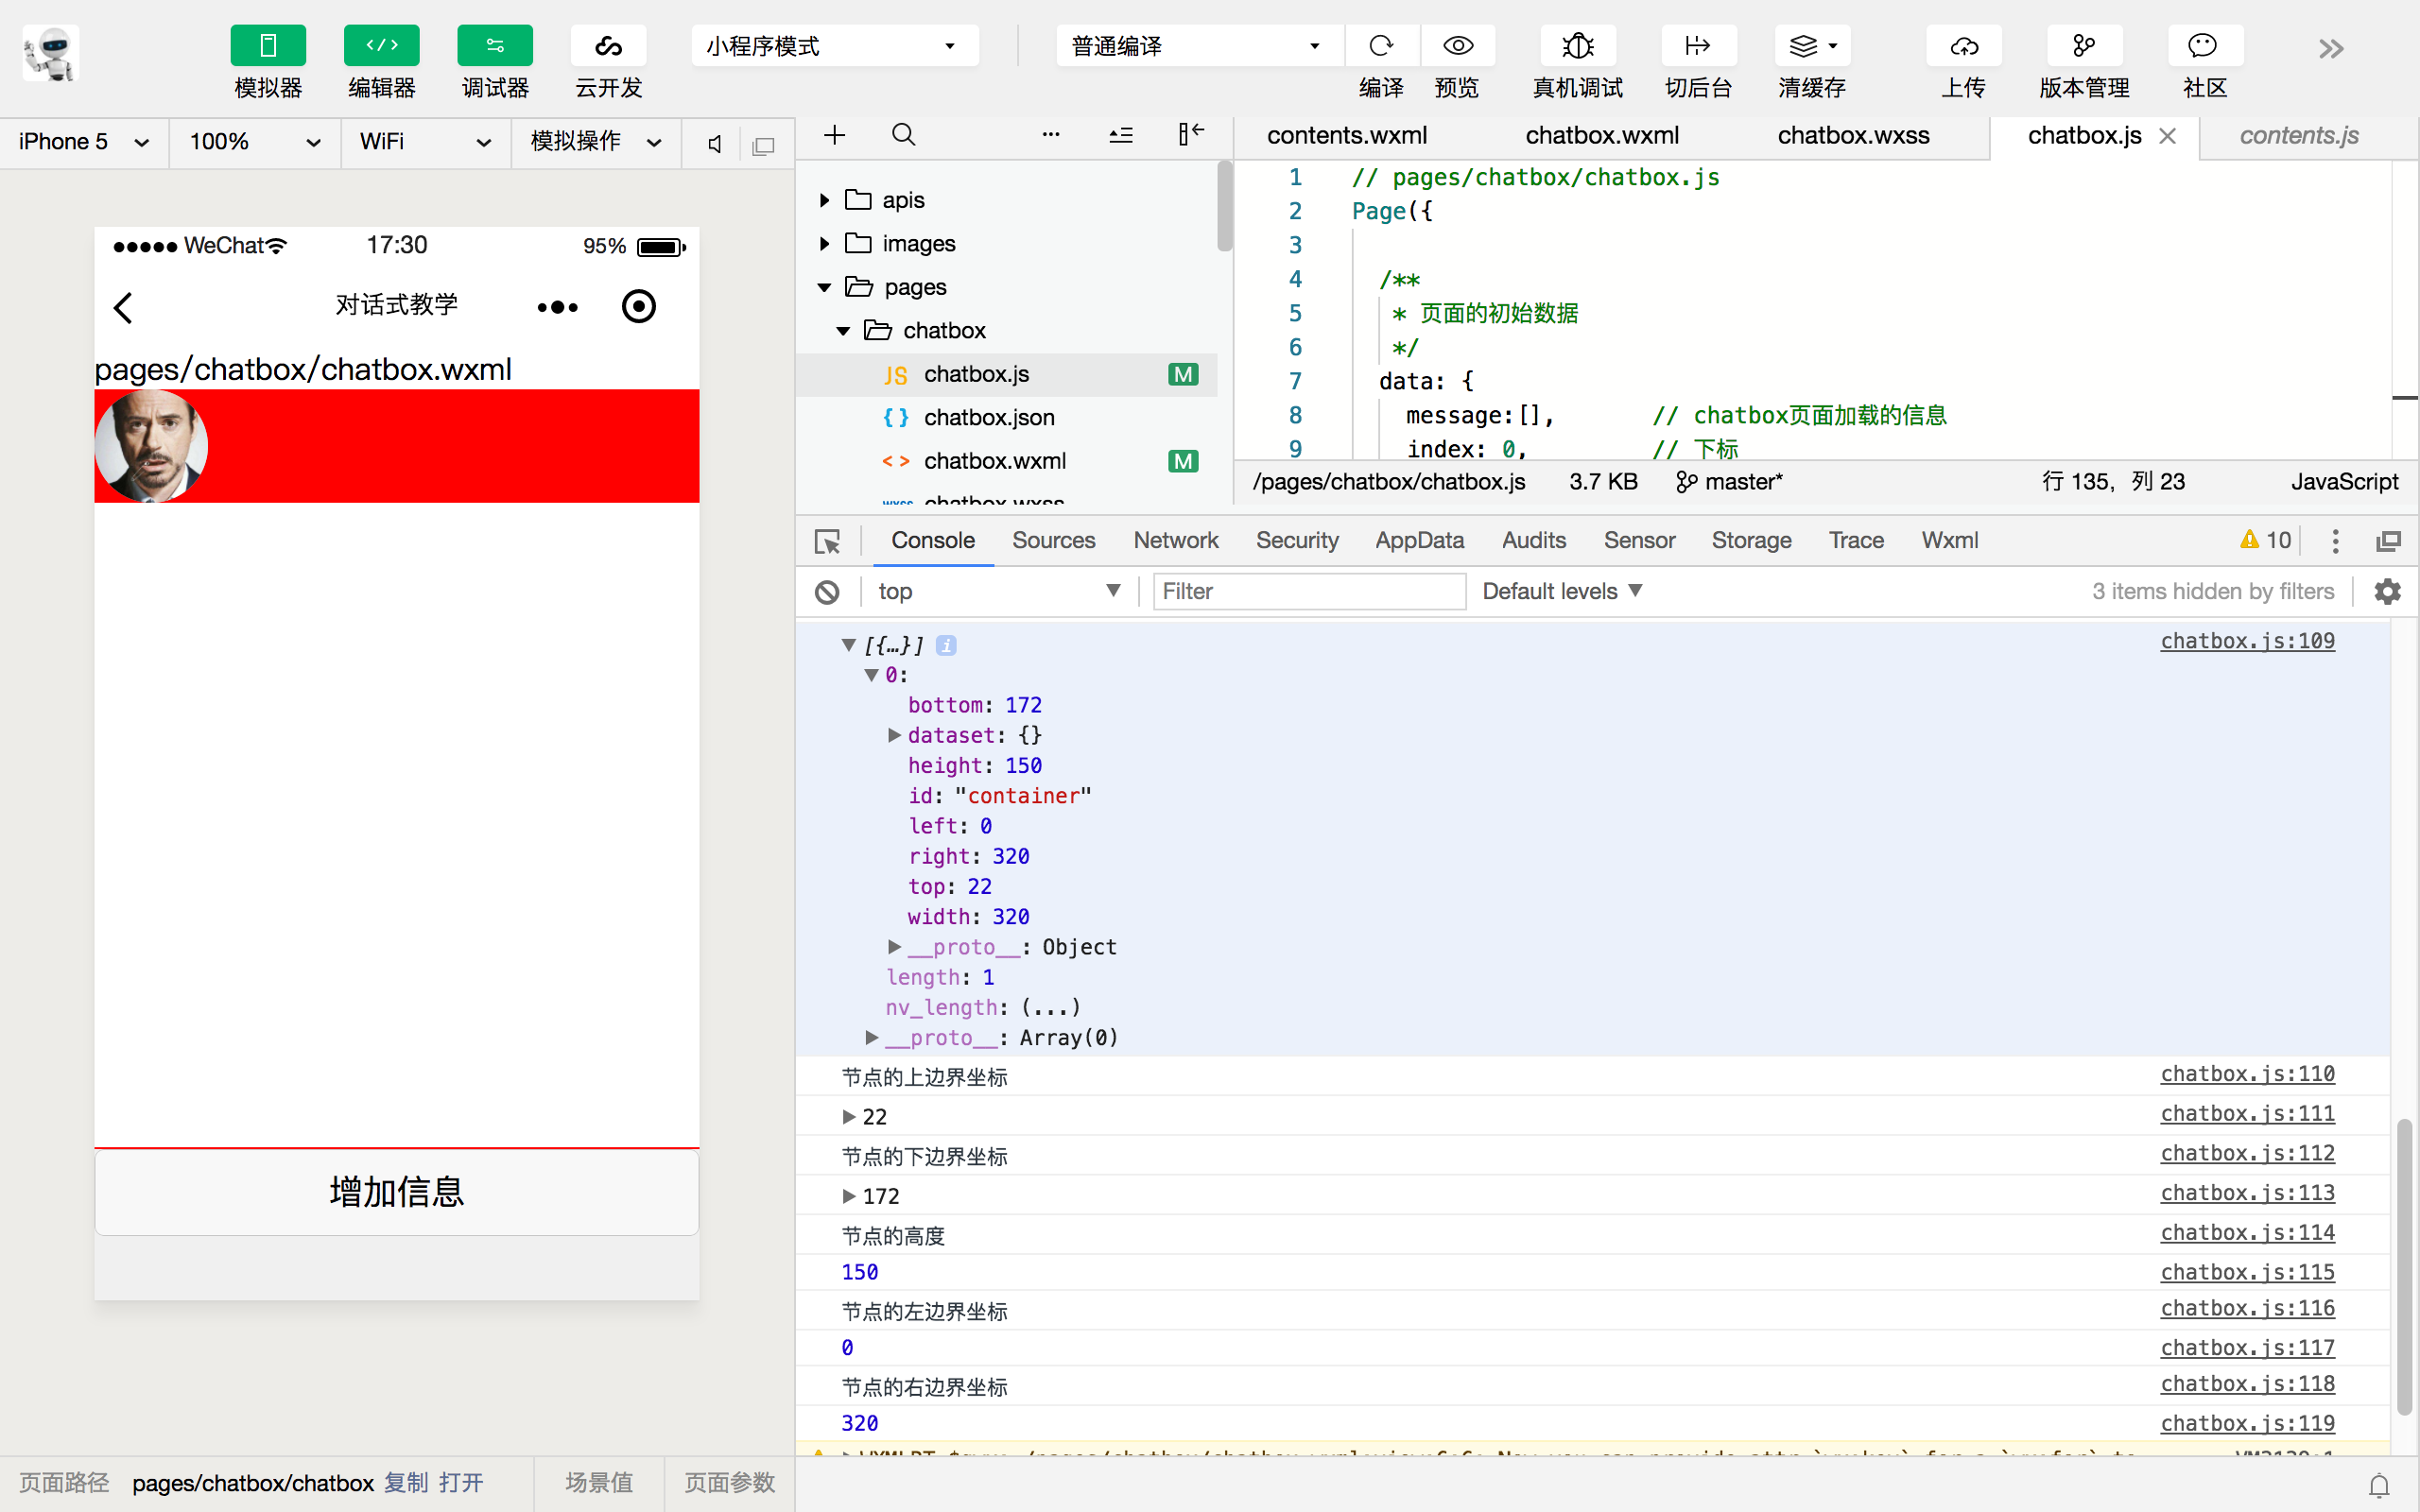 模拟器 编辑器 调试器 云开发 小程序模式 普通编译 编译 预览 真机调试 切后台 清缓存 上传 版本管理 社区
iPhone 5 100% WiFi 模拟操作
WeChat 17:30 95%
对话式教学
pages/chatbox/chatbox.wxml
增加信息
页面路径 pages/chatbox/chatbox 复制 打开 场景值 页面参数
apis
images
pages
chatbox
JS chatbox.js M
{ } chatbox.json
< > chatbox.wxml M
wxss chatbox.wxss
contents.wxml chatbox.wxml chatbox.wxss chatbox.js contents.js
1 // pages/chatbox/chatbox.js
2 Page({
3
4 /**
5 * 页面的初始数据
6 */
7 data: {
8 message:[], // chatbox页面加载的信息
9 index: 0, // 下标
/pages/chatbox/chatbox.js 3.7 KB master* 行 135，列 23 JavaScript
Console Sources Network Security AppData Audits Sensor Storage Trace Wxml 10
top Filter Default levels 3 items hidden by filters
[{…}] i chatbox.js:109
0:
bottom: 172
dataset: {}
height: 150
id: "container"
left: 0
right: 320
top: 22
width: 320
__proto__: Object
length: 1
nv_length: (...)
__proto__: Array(0)
节点的上边界坐标 chatbox.js:110
22 chatbox.js:111
节点的下边界坐标 chatbox.js:112
172 chatbox.js:113
节点的高度 chatbox.js:114
150 chatbox.js:115
节点的左边界坐标 chatbox.js:116
0 chatbox.js:117
节点的右边界坐标 chatbox.js:118
320 chatbox.js:119